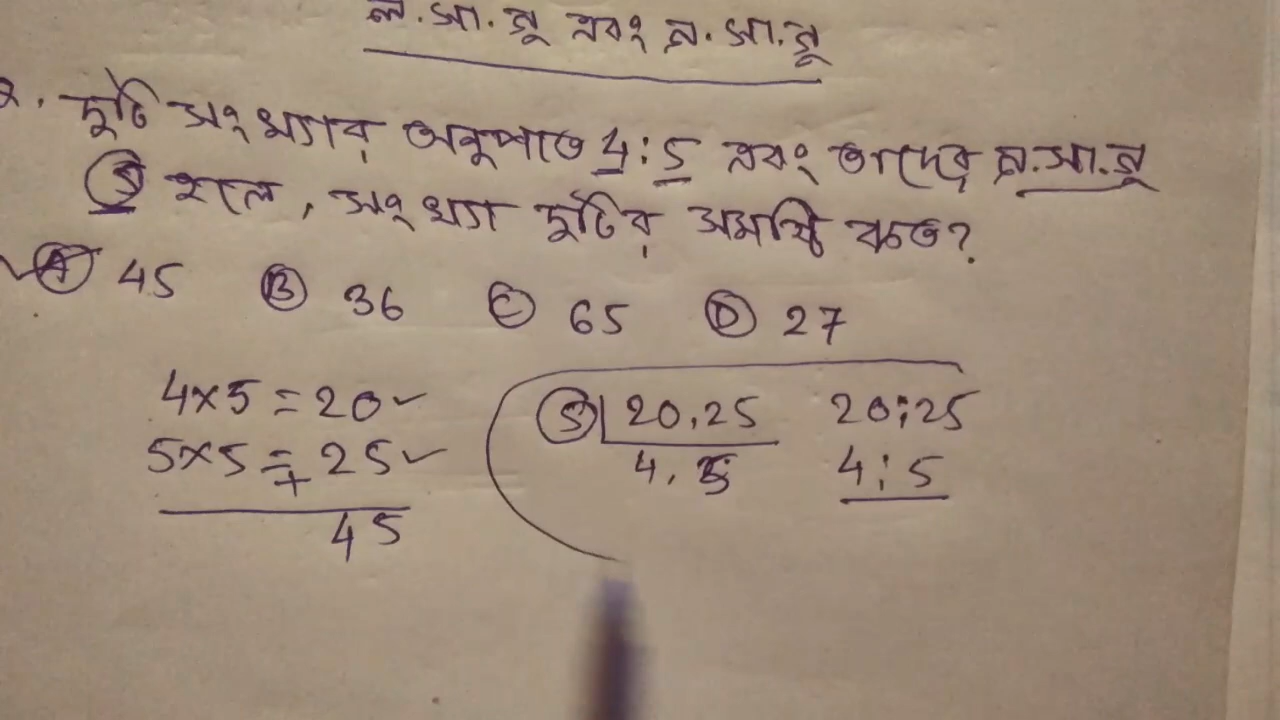 ল.সা.গু এবং গ.সা.গু
২. দুটি সংখ্যার অনুপাত 4:5 এবং তাদের গ.সা.গু
5 হলে, সংখ্যা দুটির সমষ্টি কত?
A 45 B 36 C 65 D 27
4×5=20
5×5=25
+
45
5 20,25
4, 5
20:25
4:5